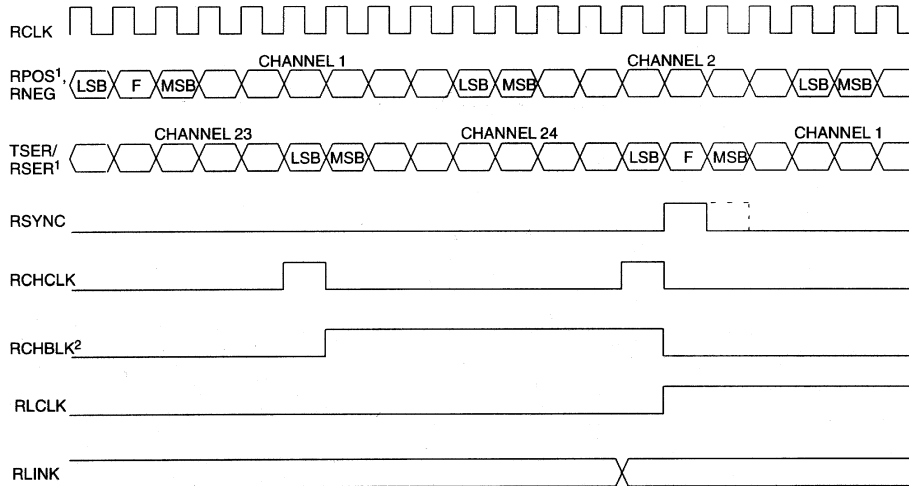 RCLK
CHANNEL 1 CHANNEL 2
RPOS¹,
RNEG LSB F MSB LSB MSB LSB MSB
CHANNEL 23 CHANNEL 24 CHANNEL 1
TSER/
RSER¹ LSB MSB LSB F MSB
RSYNC
RCHCLK
RCHBLK²
RLCLK
RLINK